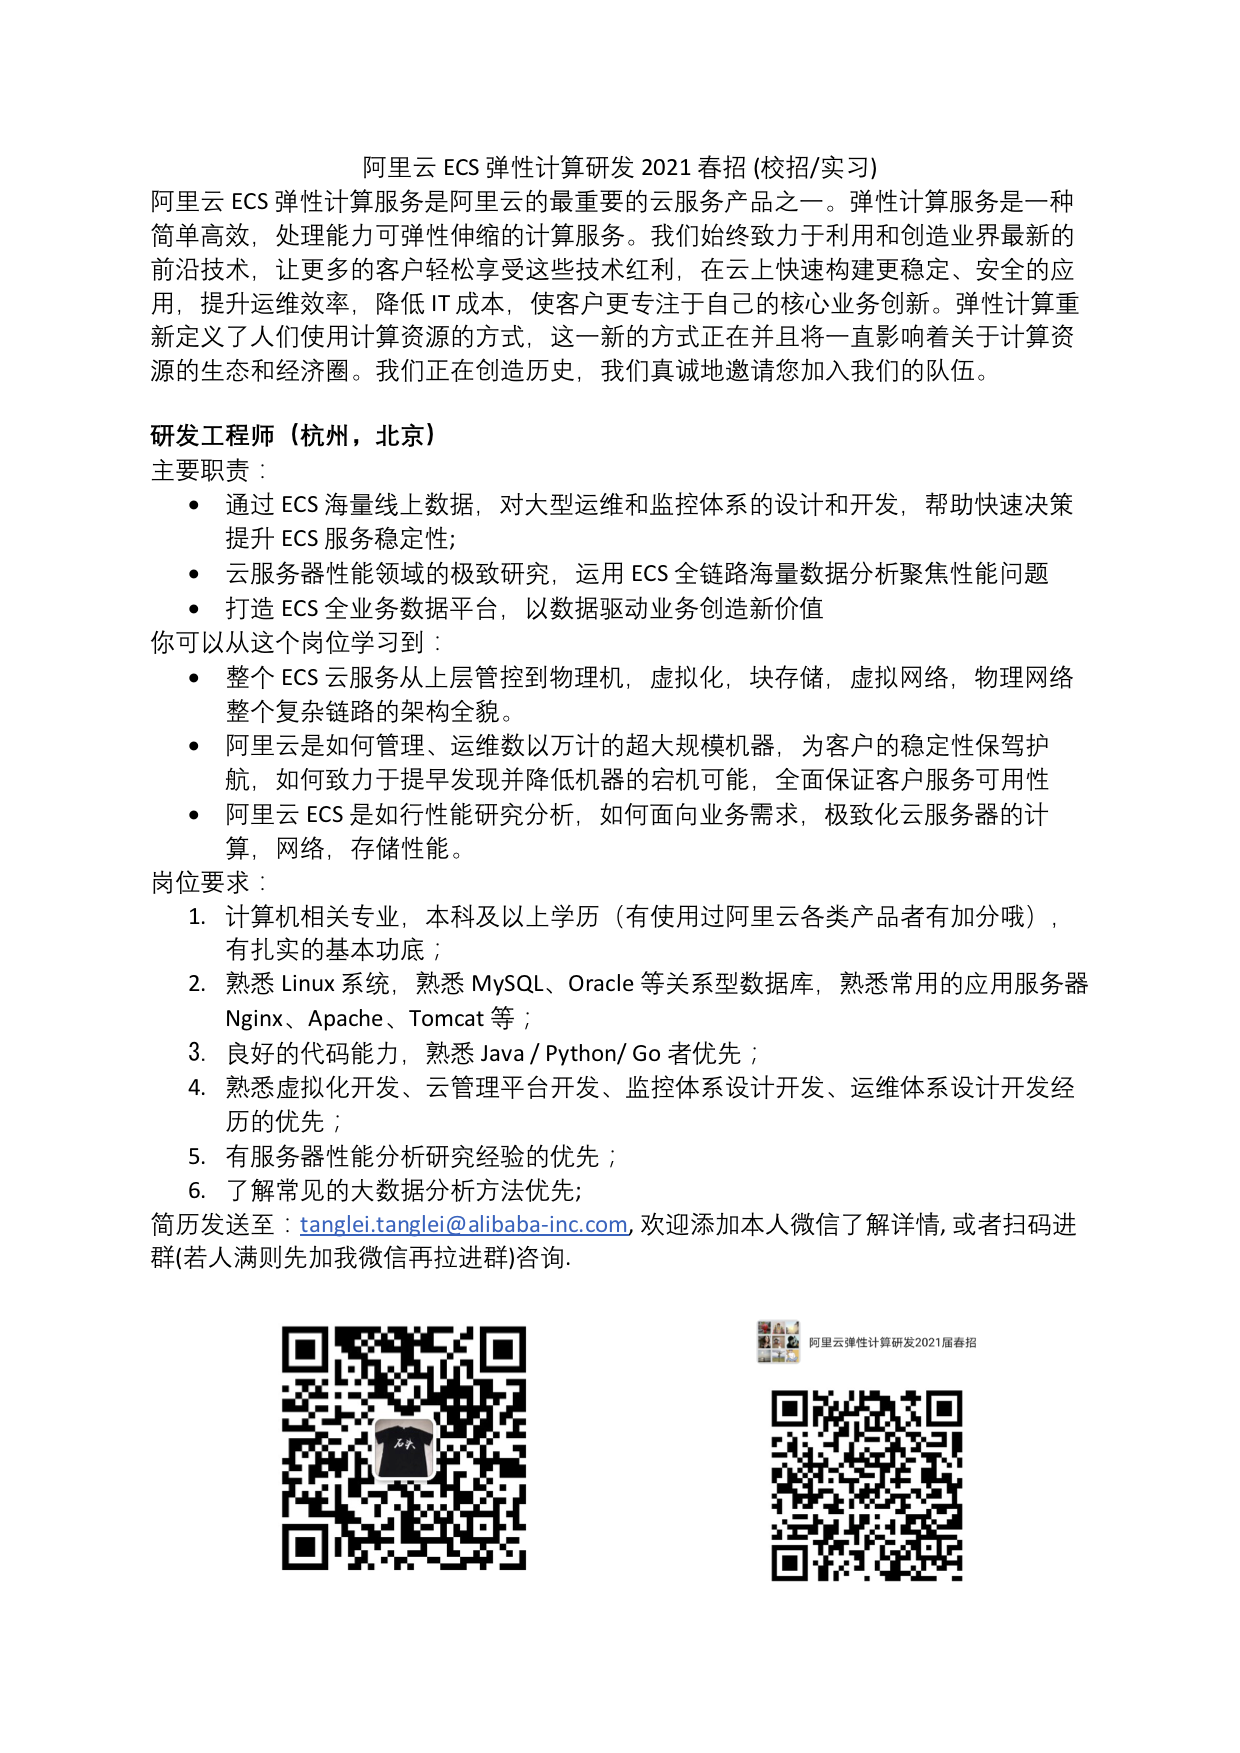 阿里云 ECS 弹性计算研发 2021 春招 (校招/实习)
阿里云 ECS 弹性计算服务是阿里云的最重要的云服务产品之一。弹性计算服务是一种
简单高效，处理能力可弹性伸缩的计算服务。我们始终致力于利用和创造业界最新的
前沿技术，让更多的客户轻松享受这些技术红利，在云上快速构建更稳定、安全的应
用，提升运维效率，降低 IT 成本，使客户更专注于自己的核心业务创新。弹性计算重
新定义了人们使用计算资源的方式，这一新的方式正在并且将一直影响着关于计算资
源的生态和经济圈。我们正在创造历史，我们真诚地邀请您加入我们的队伍。
研发工程师（杭州，北京）
主要职责：
• 通过 ECS 海量线上数据，对大型运维和监控体系的设计和开发，帮助快速决策
提升 ECS 服务稳定性;
• 云服务器性能领域的极致研究，运用 ECS 全链路海量数据分析聚焦性能问题
• 打造 ECS 全业务数据平台，以数据驱动业务创造新价值
你可以从这个岗位学习到：
• 整个 ECS 云服务从上层管控到物理机，虚拟化，块存储，虚拟网络，物理网络
整个复杂链路的架构全貌。
• 阿里云是如何管理、运维数以万计的超大规模机器，为客户的稳定性保驾护
航，如何致力于提早发现并降低机器的宕机可能，全面保证客户服务可用性
• 阿里云 ECS 是如行性能研究分析，如何面向业务需求，极致化云服务器的计
算，网络，存储性能。
岗位要求：
1. 计算机相关专业，本科及以上学历（有使用过阿里云各类产品者有加分哦），
有扎实的基本功底；
2. 熟悉 Linux 系统，熟悉 MySQL、Oracle 等关系型数据库，熟悉常用的应用服务器
Nginx、Apache、Tomcat 等；
3. 良好的代码能力，熟悉 Java / Python/ Go 者优先；
4. 熟悉虚拟化开发、云管理平台开发、监控体系设计开发、运维体系设计开发经
历的优先；
5. 有服务器性能分析研究经验的优先；
6. 了解常见的大数据分析方法优先;
简历发送至：tanglei.tanglei@alibaba-inc.com, 欢迎添加本人微信了解详情, 或者扫码进
群(若人满则先加我微信再拉进群)咨询.
石头
阿里云弹性计算研发2021届春招